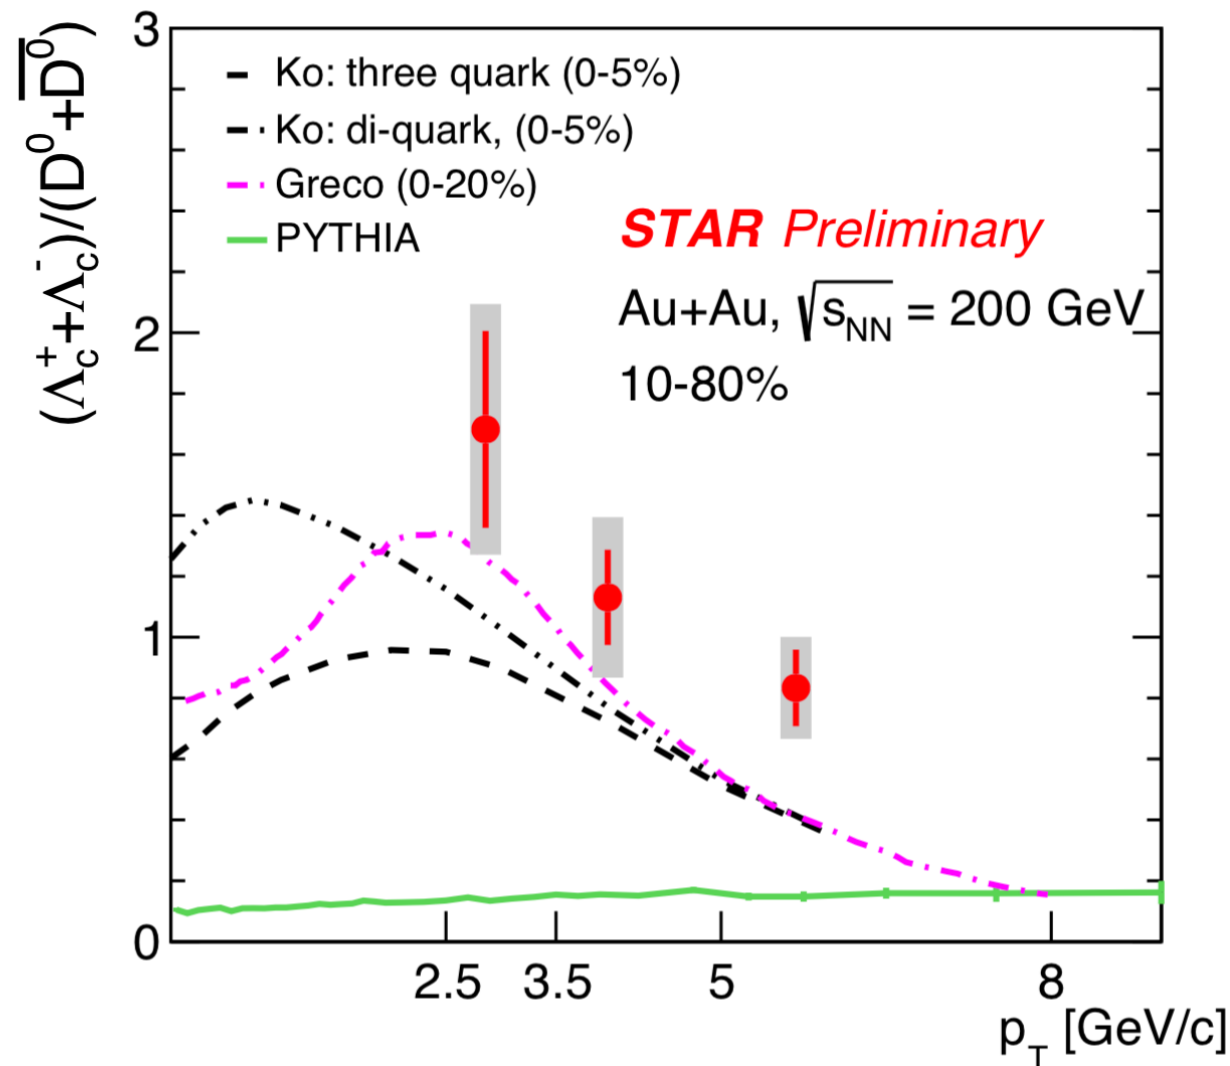 (Λc⁺+Λc⁻)/(D⁰+D̅⁰)
3
2
1
0
Ko: three quark (0-5%)
Ko: di-quark, (0-5%)
Greco (0-20%)
PYTHIA
STAR Preliminary
Au+Au, √sNN = 200 GeV
10-80%
2.5 3.5 5 8
pT [GeV/c]